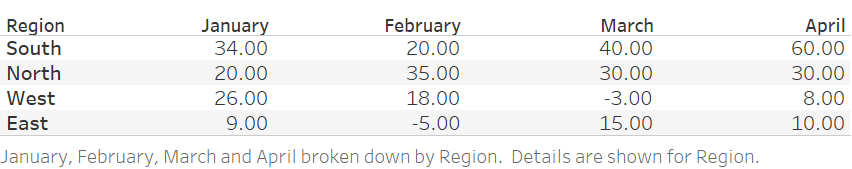 Region January February March April
South 34.00 20.00 40.00 60.00
North 20.00 35.00 30.00 30.00
West 26.00 18.00 -3.00 8.00
East 9.00 -5.00 15.00 10.00
January, February, March and April broken down by Region.  Details are shown for Region.